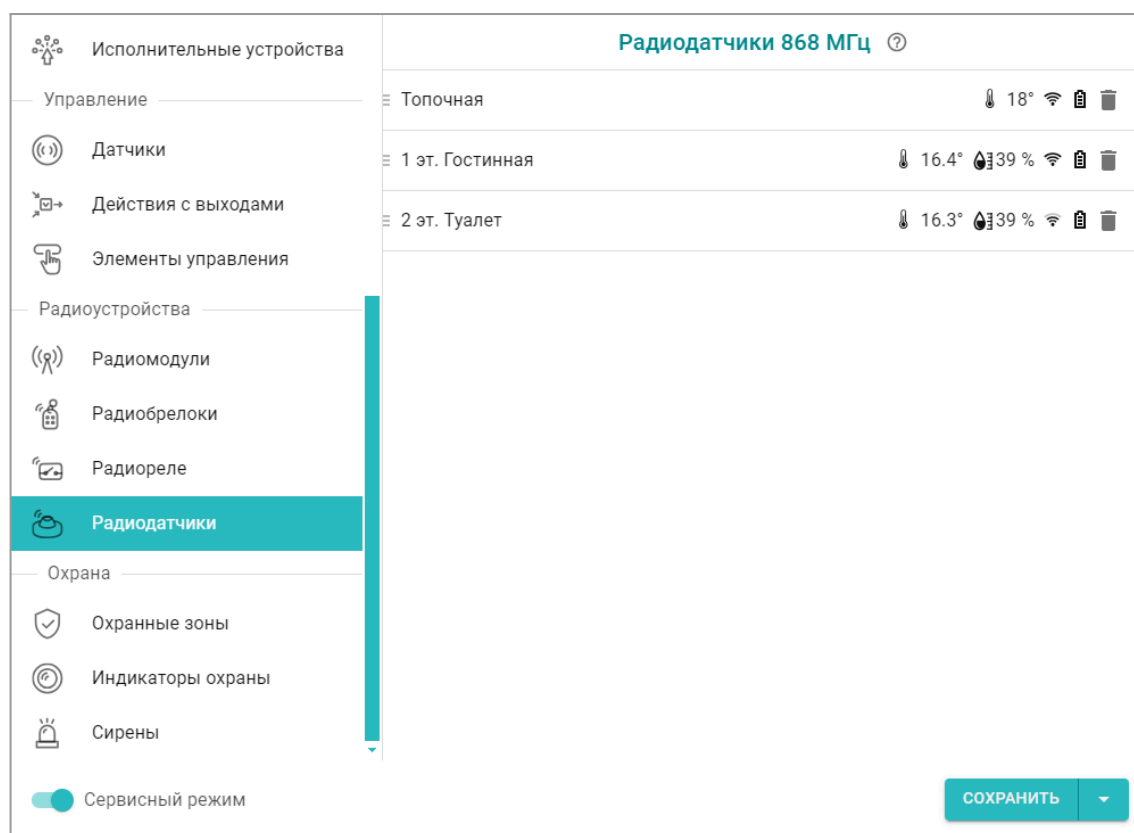 Исполнительные устройства
Управление
Датчики
Действия с выходами
Элементы управления
Радиоустройства
Радиомодули
Радиобрелоки
Радиореле
Радиодатчики
Охрана
Охранные зоны
Индикаторы охраны
Сирены
Сервисный режим
Радиодатчики 868 МГц ?
Топочная 18°
1 эт. Гостинная 16.4° 39 %
2 эт. Туалет 16.3° 39 %
СОХРАНИТЬ